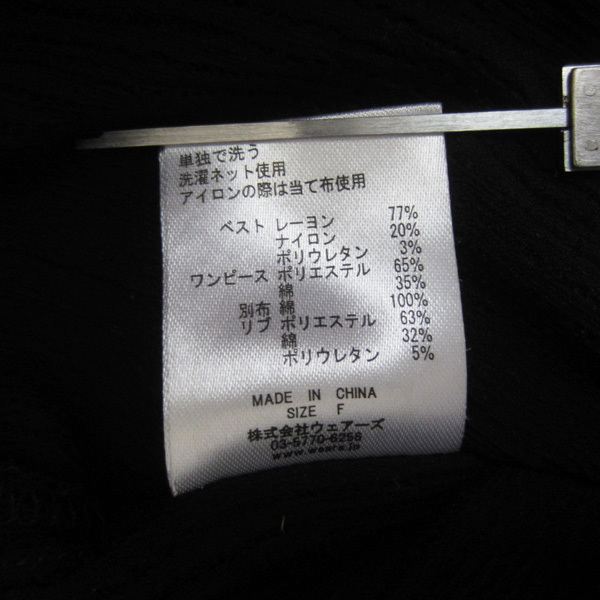 単独で洗う
洗濯ネット使用
アイロンの際は当て布使用
ベスト レーヨン 77%
ナイロン 20%
ポリウレタン 3%
ワンピース ポリエステル 65%
綿 35%
別布 綿 100%
リブ ポリエステル 63%
綿 32%
ポリウレタン 5%
MADE IN CHINA
SIZE F
株式会社ウェアーズ
03-5770-6256
www.wears.jp